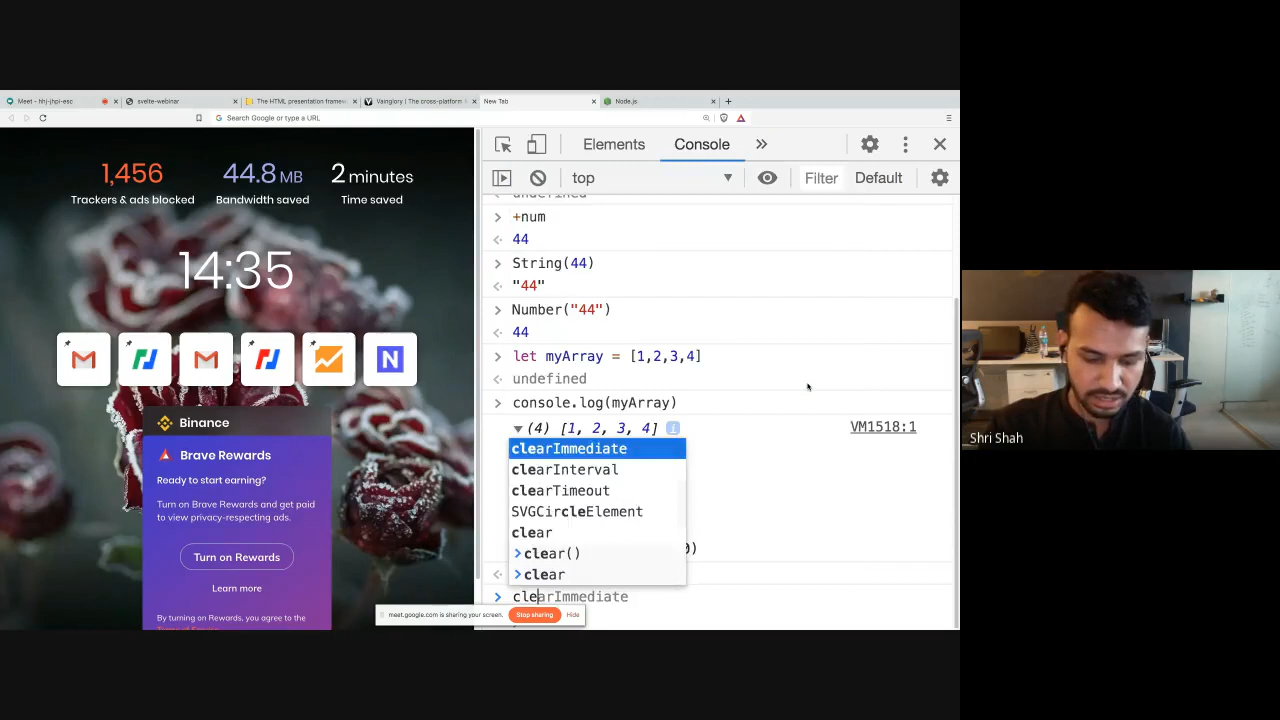 Meet - hhj-jhpi-esc
svelte-webinar
The HTML presentation framew
Vainglory | The cross-platform
New Tab
Node.js
Search Google or type a URL
1,456
Trackers & ads blocked
44.8 MB
Bandwidth saved
2 minutes
Time saved
14:35
N
Binance
Brave Rewards
Ready to start earning?
Turn on Brave Rewards and get paid
to view privacy-respecting ads.
Turn on Rewards
Learn more
By turning on Rewards, you agree to the
Terms of Service
Elements
Console
top
Filter
Default
undefined
+num
44
String(44)
"44"
Number("44")
44
let myArray = [1,2,3,4]
undefined
console.log(myArray)
(4) [1, 2, 3, 4] i
VM1518:1
clearImmediate
clearInterval
clearTimeout
SVGCircleElement
clear
clear()
clear
0)
clearImmediate
meet.google.com is sharing your screen.
Stop sharing
Hide
Shri Shah